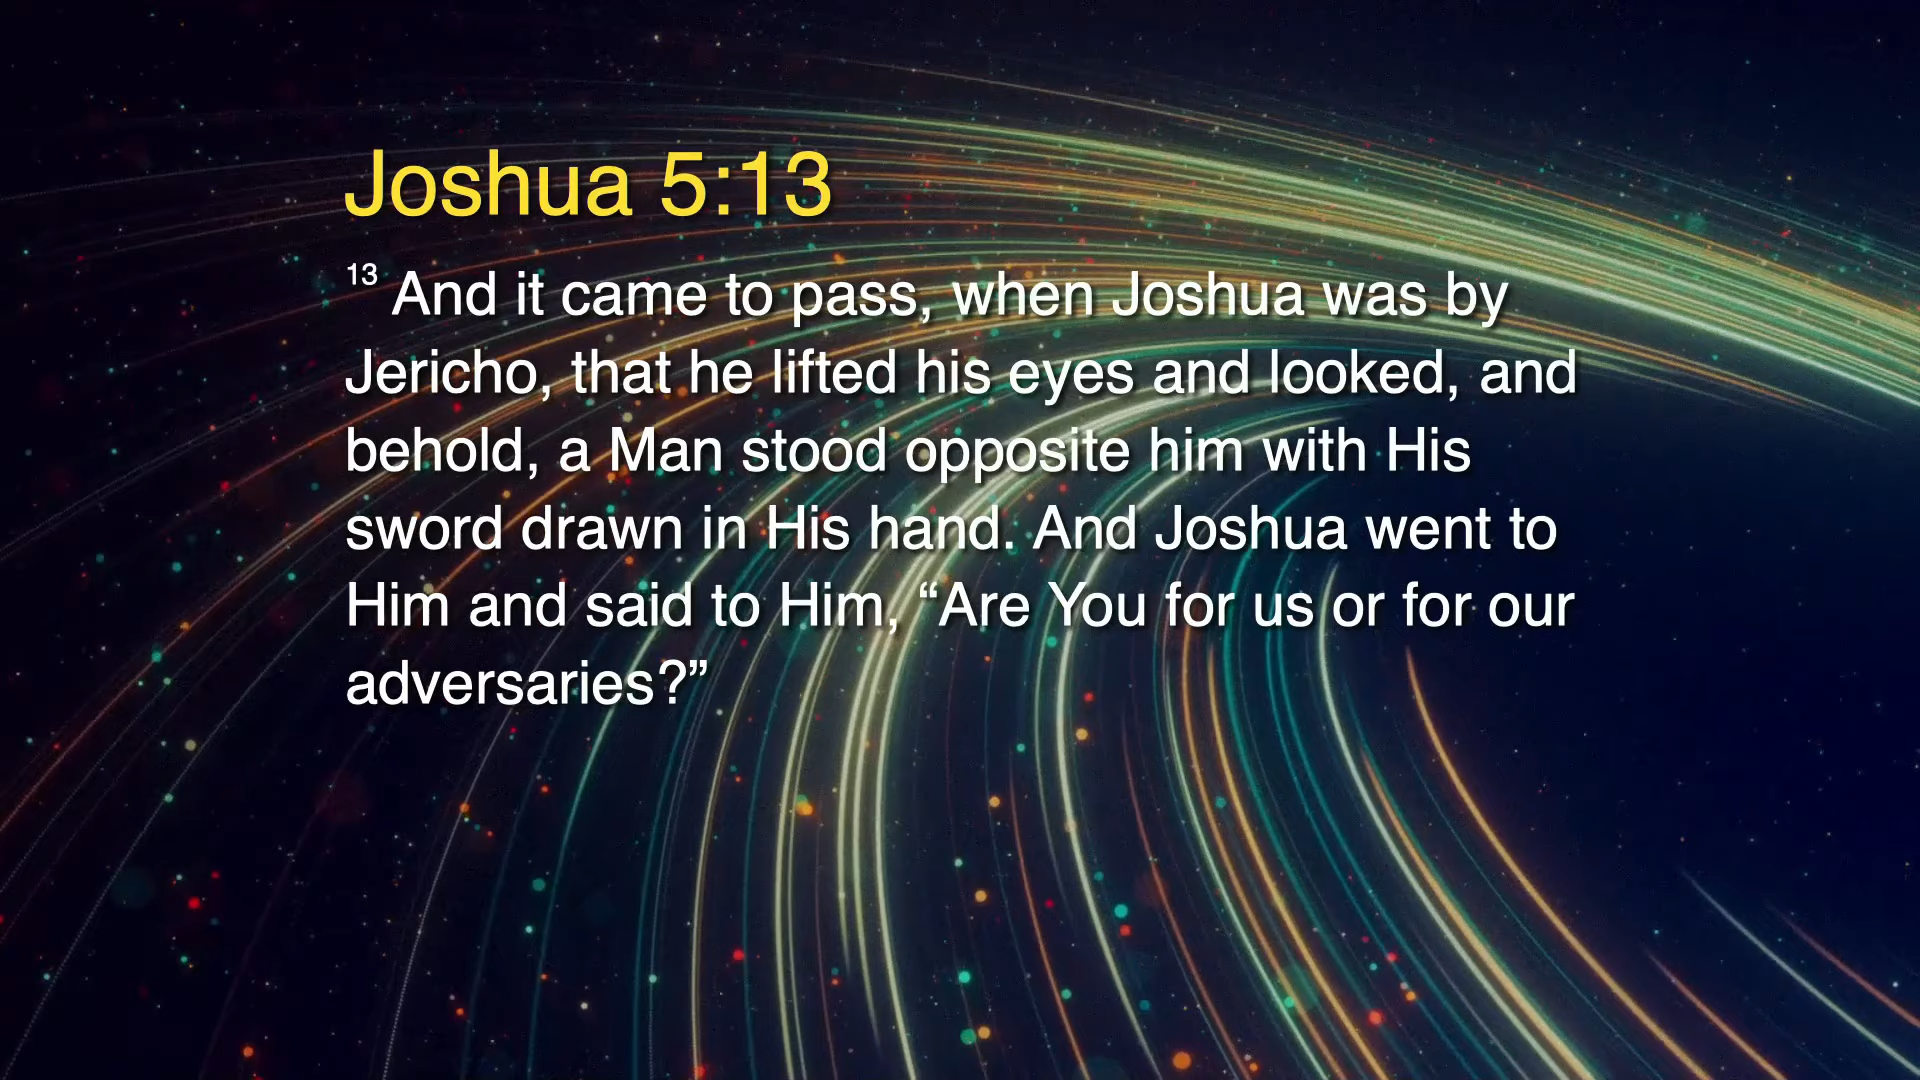 Joshua 5:13
13 And it came to pass, when Joshua was by
Jericho, that he lifted his eyes and looked, and
behold, a Man stood opposite him with His
sword drawn in His hand. And Joshua went to
Him and said to Him, “Are You for us or for our
adversaries?”